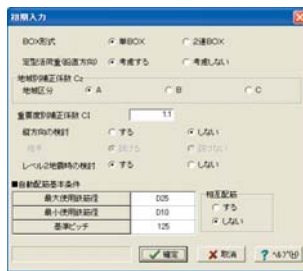 初期入力
BOX形式 単BOX 2連BOX
定型活荷重(鉛直方向) 考慮する 考慮しない
地域別補正係数 Cz
地域区分 A B C
重要度別補正係数 CI 1.1
縦方向の検討 する しない
レベル2地震時の検討 する しない
■自動配筋基準条件
最大使用鉄筋径 D25
最小使用鉄筋径 D10
基準ピッチ 125
相互配筋
する
しない
確定 取消 ヘルプ(H)